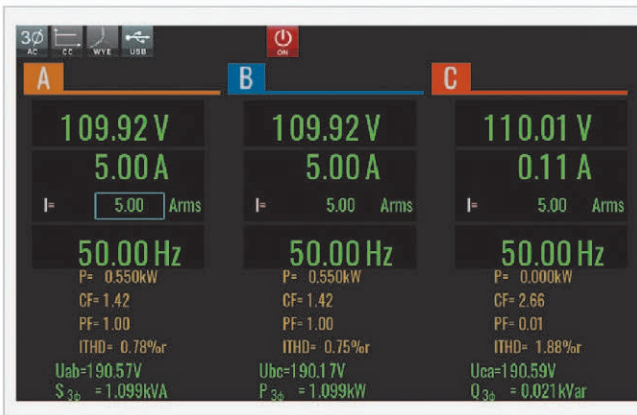 3Ø AC CC WYE USB ON
A B C
109.92 V 109.92 V 110.01 V
5.00 A 5.00 A 0.11 A
I= 5.00 Arms I= 5.00 Arms I= 5.00 Arms
50.00 Hz 50.00 Hz 50.00 Hz
P= 0.550kW P= 0.550kW P= 0.000kW
CF= 1.42 CF= 1.42 CF= 2.66
PF= 1.00 PF= 1.00 PF= 0.01
ITHD= 0.78%r ITHD= 0.75%r ITHD= 1.88%r
Uab=190.57V Ubc=190.17V Uca=190.59V
S 3ф =1.099kVA P 3ф =1.099kW Q 3ф = 0.021kVar